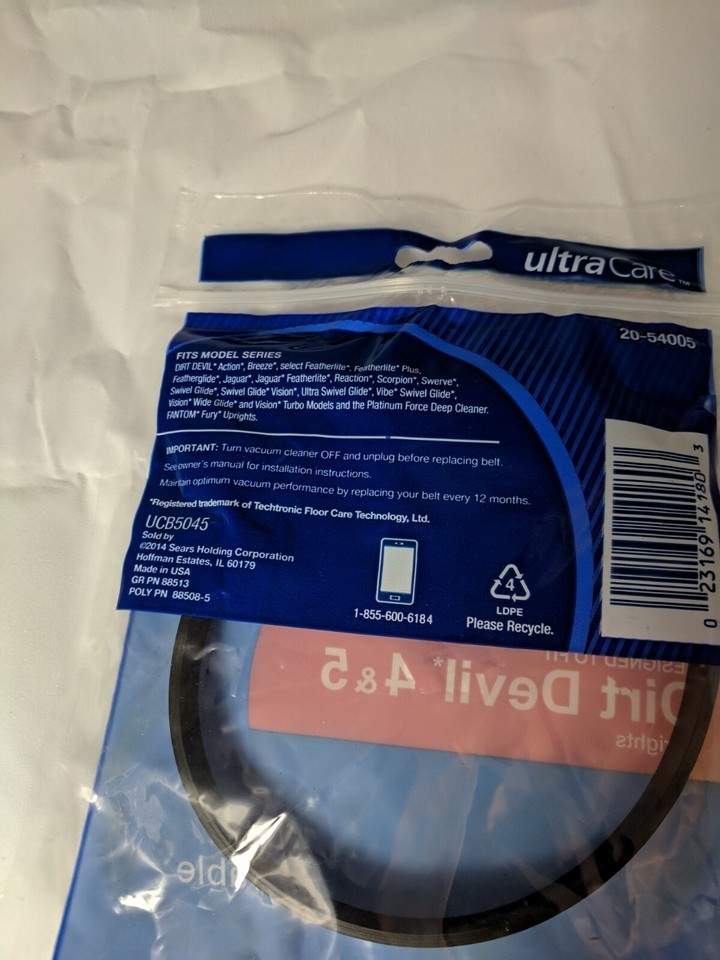 ultraCare™
20-54005
FITS MODEL SERIES
DIRT DEVIL* Action*, Breeze*, select Featherlite*, Featherlite* Plus,
Featherglide*, Jaguar*, Jaguar* Featherlite*, Reaction*, Scorpion*, Swerve*,
Swivel Glide*, Swivel Glide* Vision*, Ultra Swivel Glide*, Vibe* Swivel Glide*,
Vision* Wide Glide* and Vision* Turbo Models and the Platinum Force Deep Cleaner.
FANTOM* Fury* Uprights.
IMPORTANT: Turn vacuum cleaner OFF and unplug before replacing belt.
See owner's manual for installation instructions.
Maintain optimum vacuum performance by replacing your belt every 12 months.
*Registered trademark of Techtronic Floor Care Technology, Ltd.
UCB5045
Sold by
©2014 Sears Holding Corporation
Hoffman Estates, IL 60179
Made in USA
GR PN 88513
POLY PN 88508-5
1-855-600-6184
4
LDPE
Please Recycle.
0 23169 14180 3
ESIGNED TO FIT
Dirt Devil* 4 & 5
rights
able